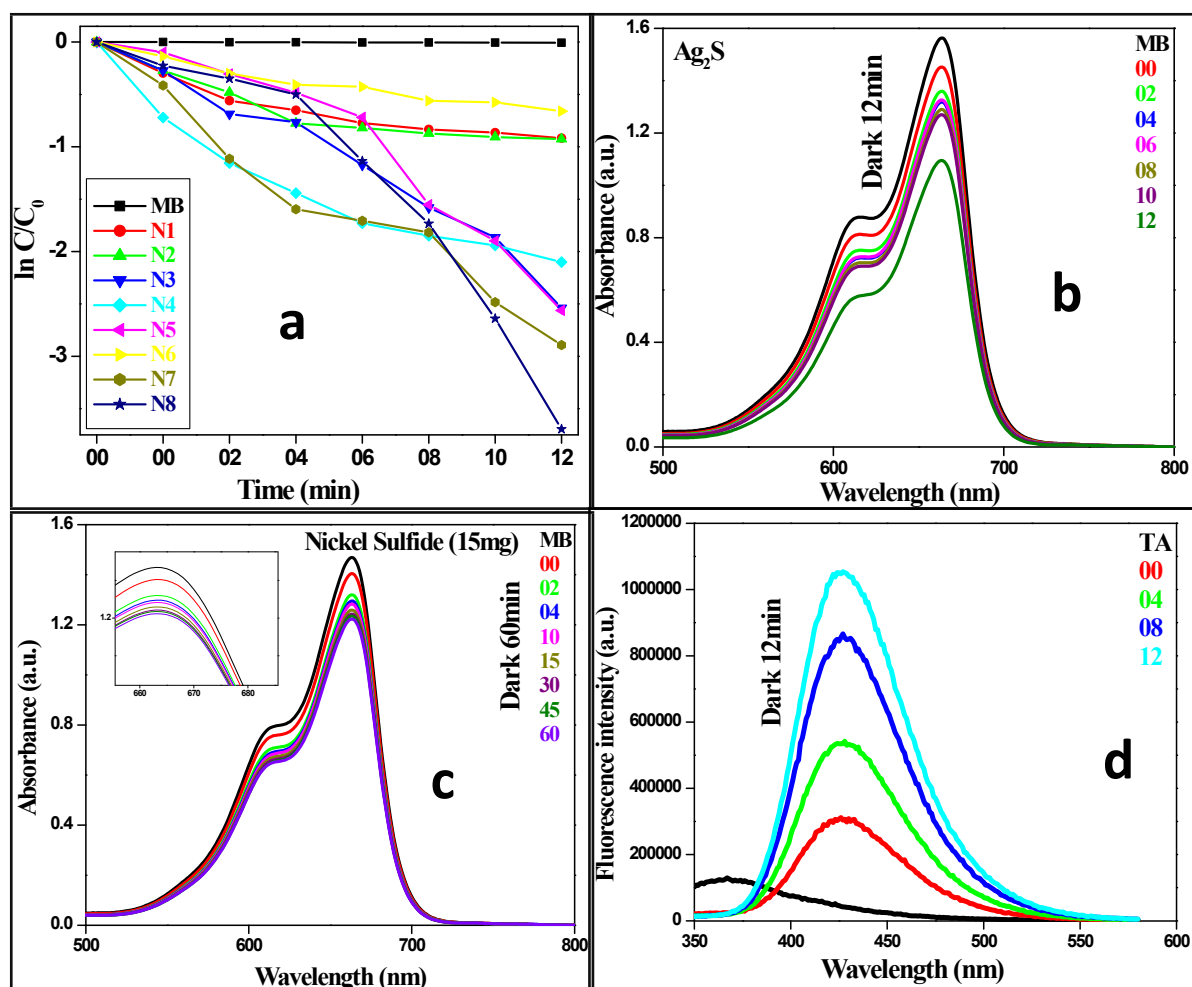 0
-1
-2
-3
ln C/C0
MB
N1
N2
N3
N4
N5
N6
N7
N8
a
00 00 02 04 06 08 10 12
Time (min)
1.6
1.2
0.8
0.4
0.0
Absorbance (a.u.)
Ag2S
Dark 12min
MB
00
02
04
06
08
10
12
b
500 600 700 800
Wavelength (nm)
1.6
1.2
0.8
0.4
0.0
Absorbance (a.u.)
Nickel Sulfide (15mg)
1.2
660 670 680
Dark 60min
MB
00
02
04
10
15
30
45
60
c
500 600 700 800
Wavelength (nm)
1200000
1000000
800000
600000
400000
200000
0
Fluorescence intensity (a.u.)
Dark 12min
TA
00
04
08
12
d
350 400 450 500 550 600
Wavelength (nm)